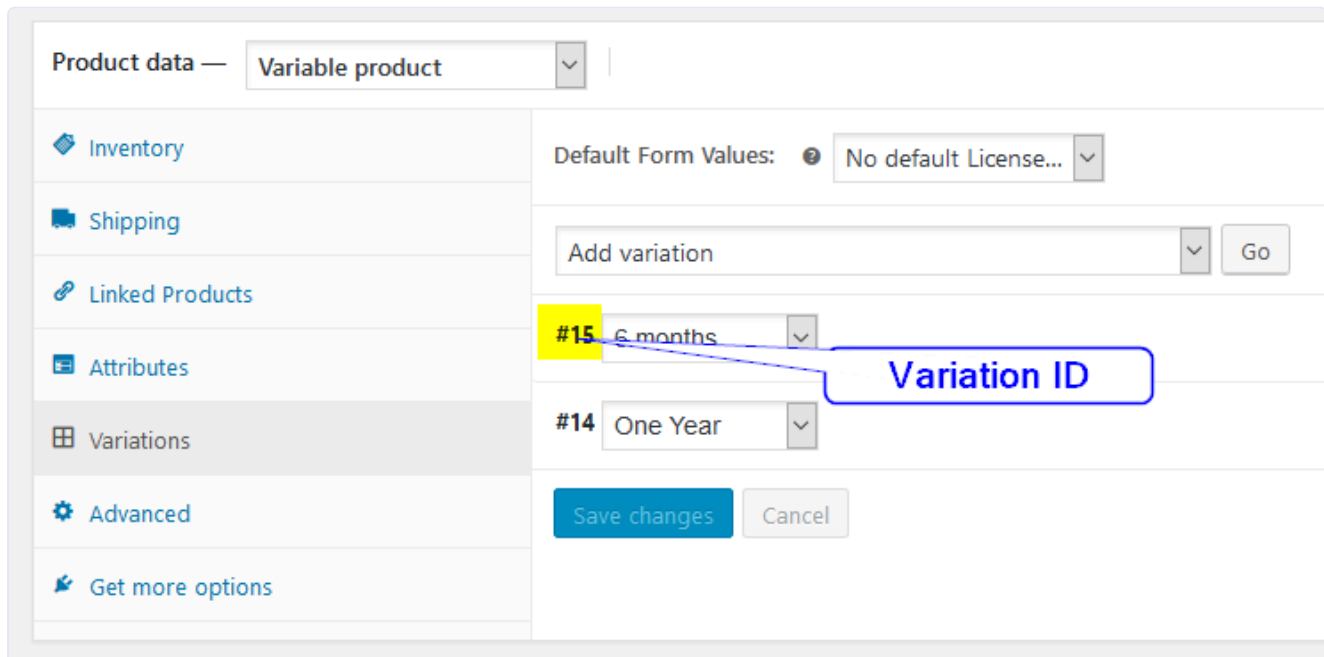 Product data — Variable product
Inventory
Shipping
Linked Products
Attributes
Variations
Advanced
Get more options
Default Form Values: ? No default License...
Add variation Go
#15 6 months
Variation ID
#14 One Year
Save changes Cancel